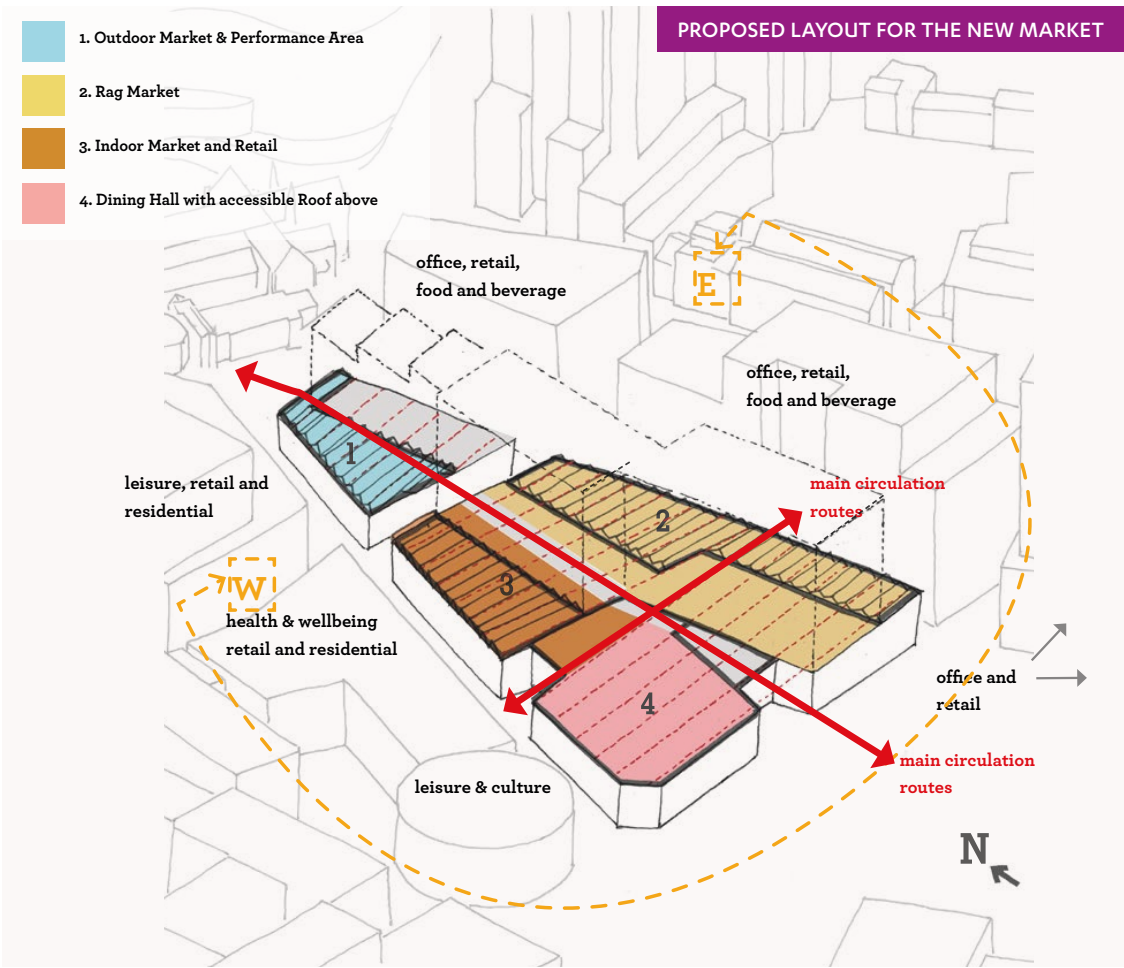 PROPOSED LAYOUT FOR THE NEW MARKET
1. Outdoor Market & Performance Area
2. Rag Market
3. Indoor Market and Retail
4. Dining Hall with accessible Roof above
office, retail,
food and beverage
E
office, retail,
food and beverage
1
leisure, retail and
residential
main circulation
routes
2
3
W
health & wellbeing
retail and residential
4
office and
retail
main circulation
routes
leisure & culture
N